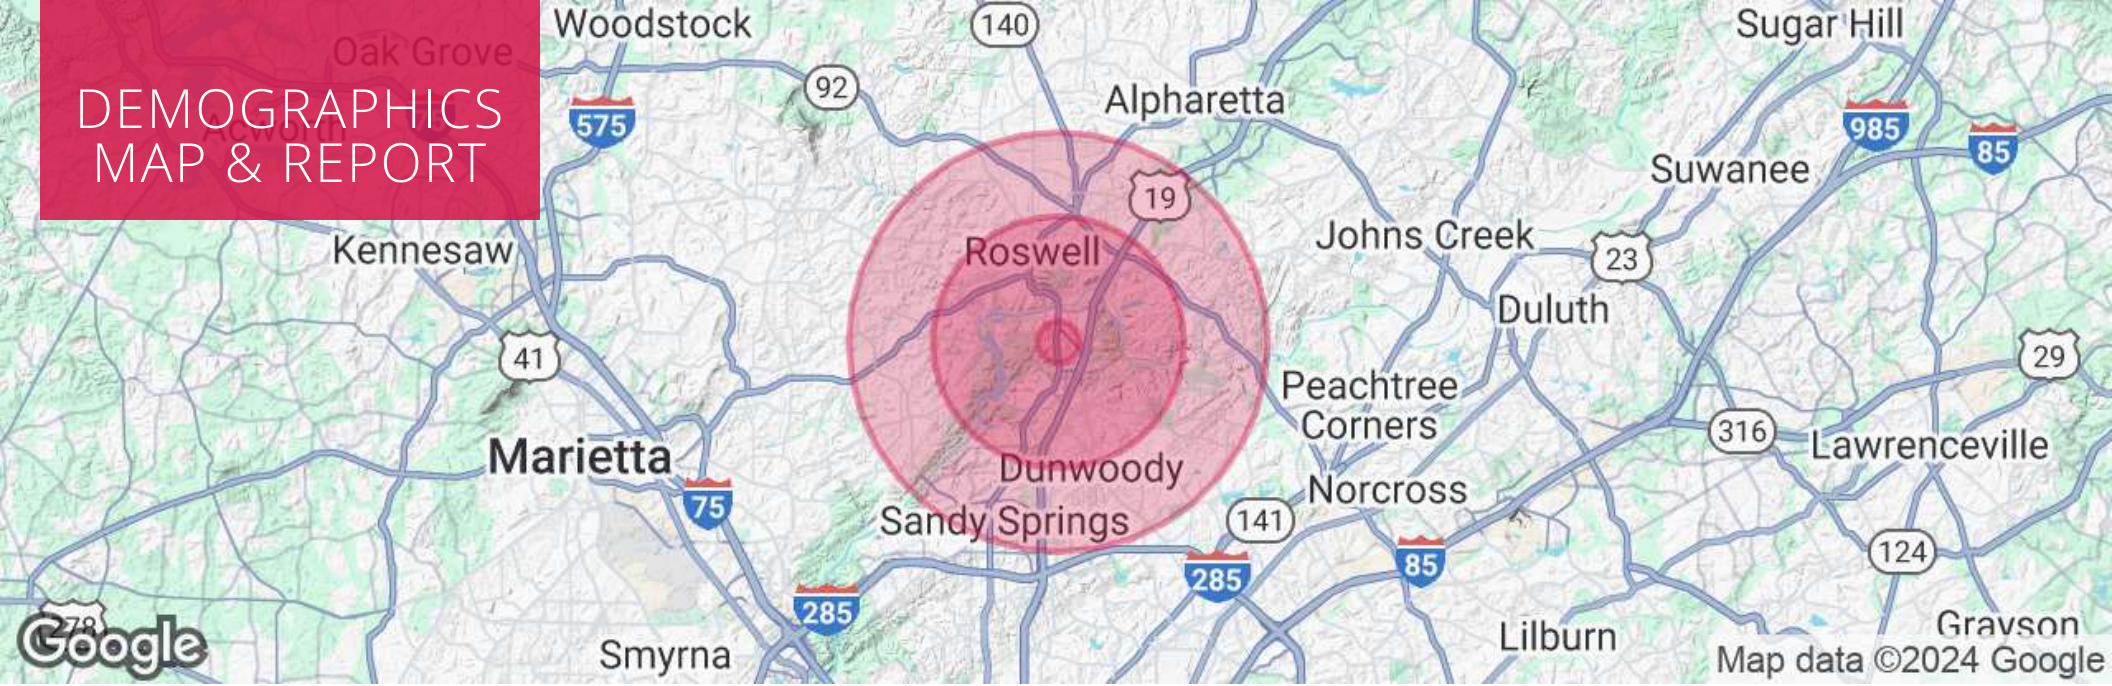 DEMOGRAPHICS
MAP & REPORT
Oak Grove
Acworth
Woodstock
140
Sugar Hill
92
Alpharetta
575
985
85
Suwanee
19
Kennesaw
Roswell
Johns Creek
23
Duluth
41
29
Peachtree
Corners
316
Marietta
Lawrenceville
Dunwoody
75
Norcross
Sandy Springs
141
124
85
285
285
278
Google
Smyrna
Lilburn
Grayson
Map data ©2024 Google